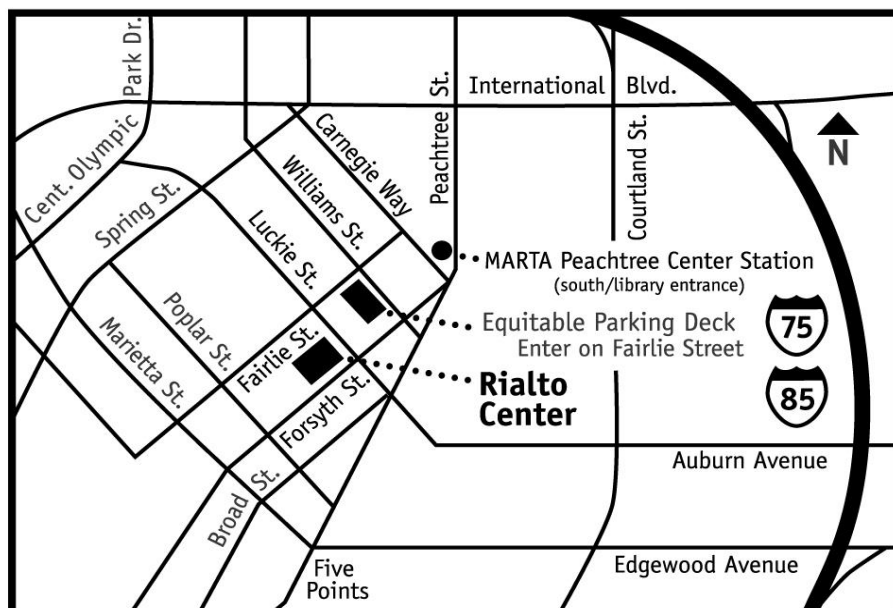 Park Dr.
Cent. Olympic
Spring St.
International Blvd.
Peachtree St.
Carnegie Way
Williams St.
Luckie St.
Courtland St.
N
MARTA Peachtree Center Station
(south/library entrance)
Equitable Parking Deck
Enter on Fairlie Street
75
Rialto
Center
85
Poplar St.
Marietta St.
Fairlie St.
Forsyth St.
Broad St.
Auburn Avenue
Five
Points
Edgewood Avenue